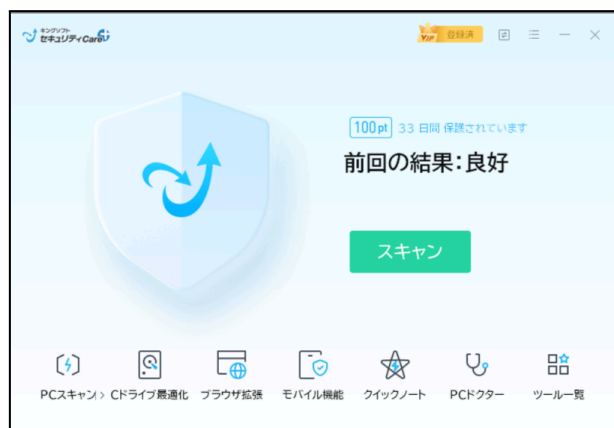 キングソフト
セキュリティCare
VIP 登録済
100pt 33 日間 保護されています
前回の結果：良好
スキャン
PCスキャン› Cドライブ最適化 ブラウザ拡張 モバイル機能 クイックノート PCドクター ツール一覧